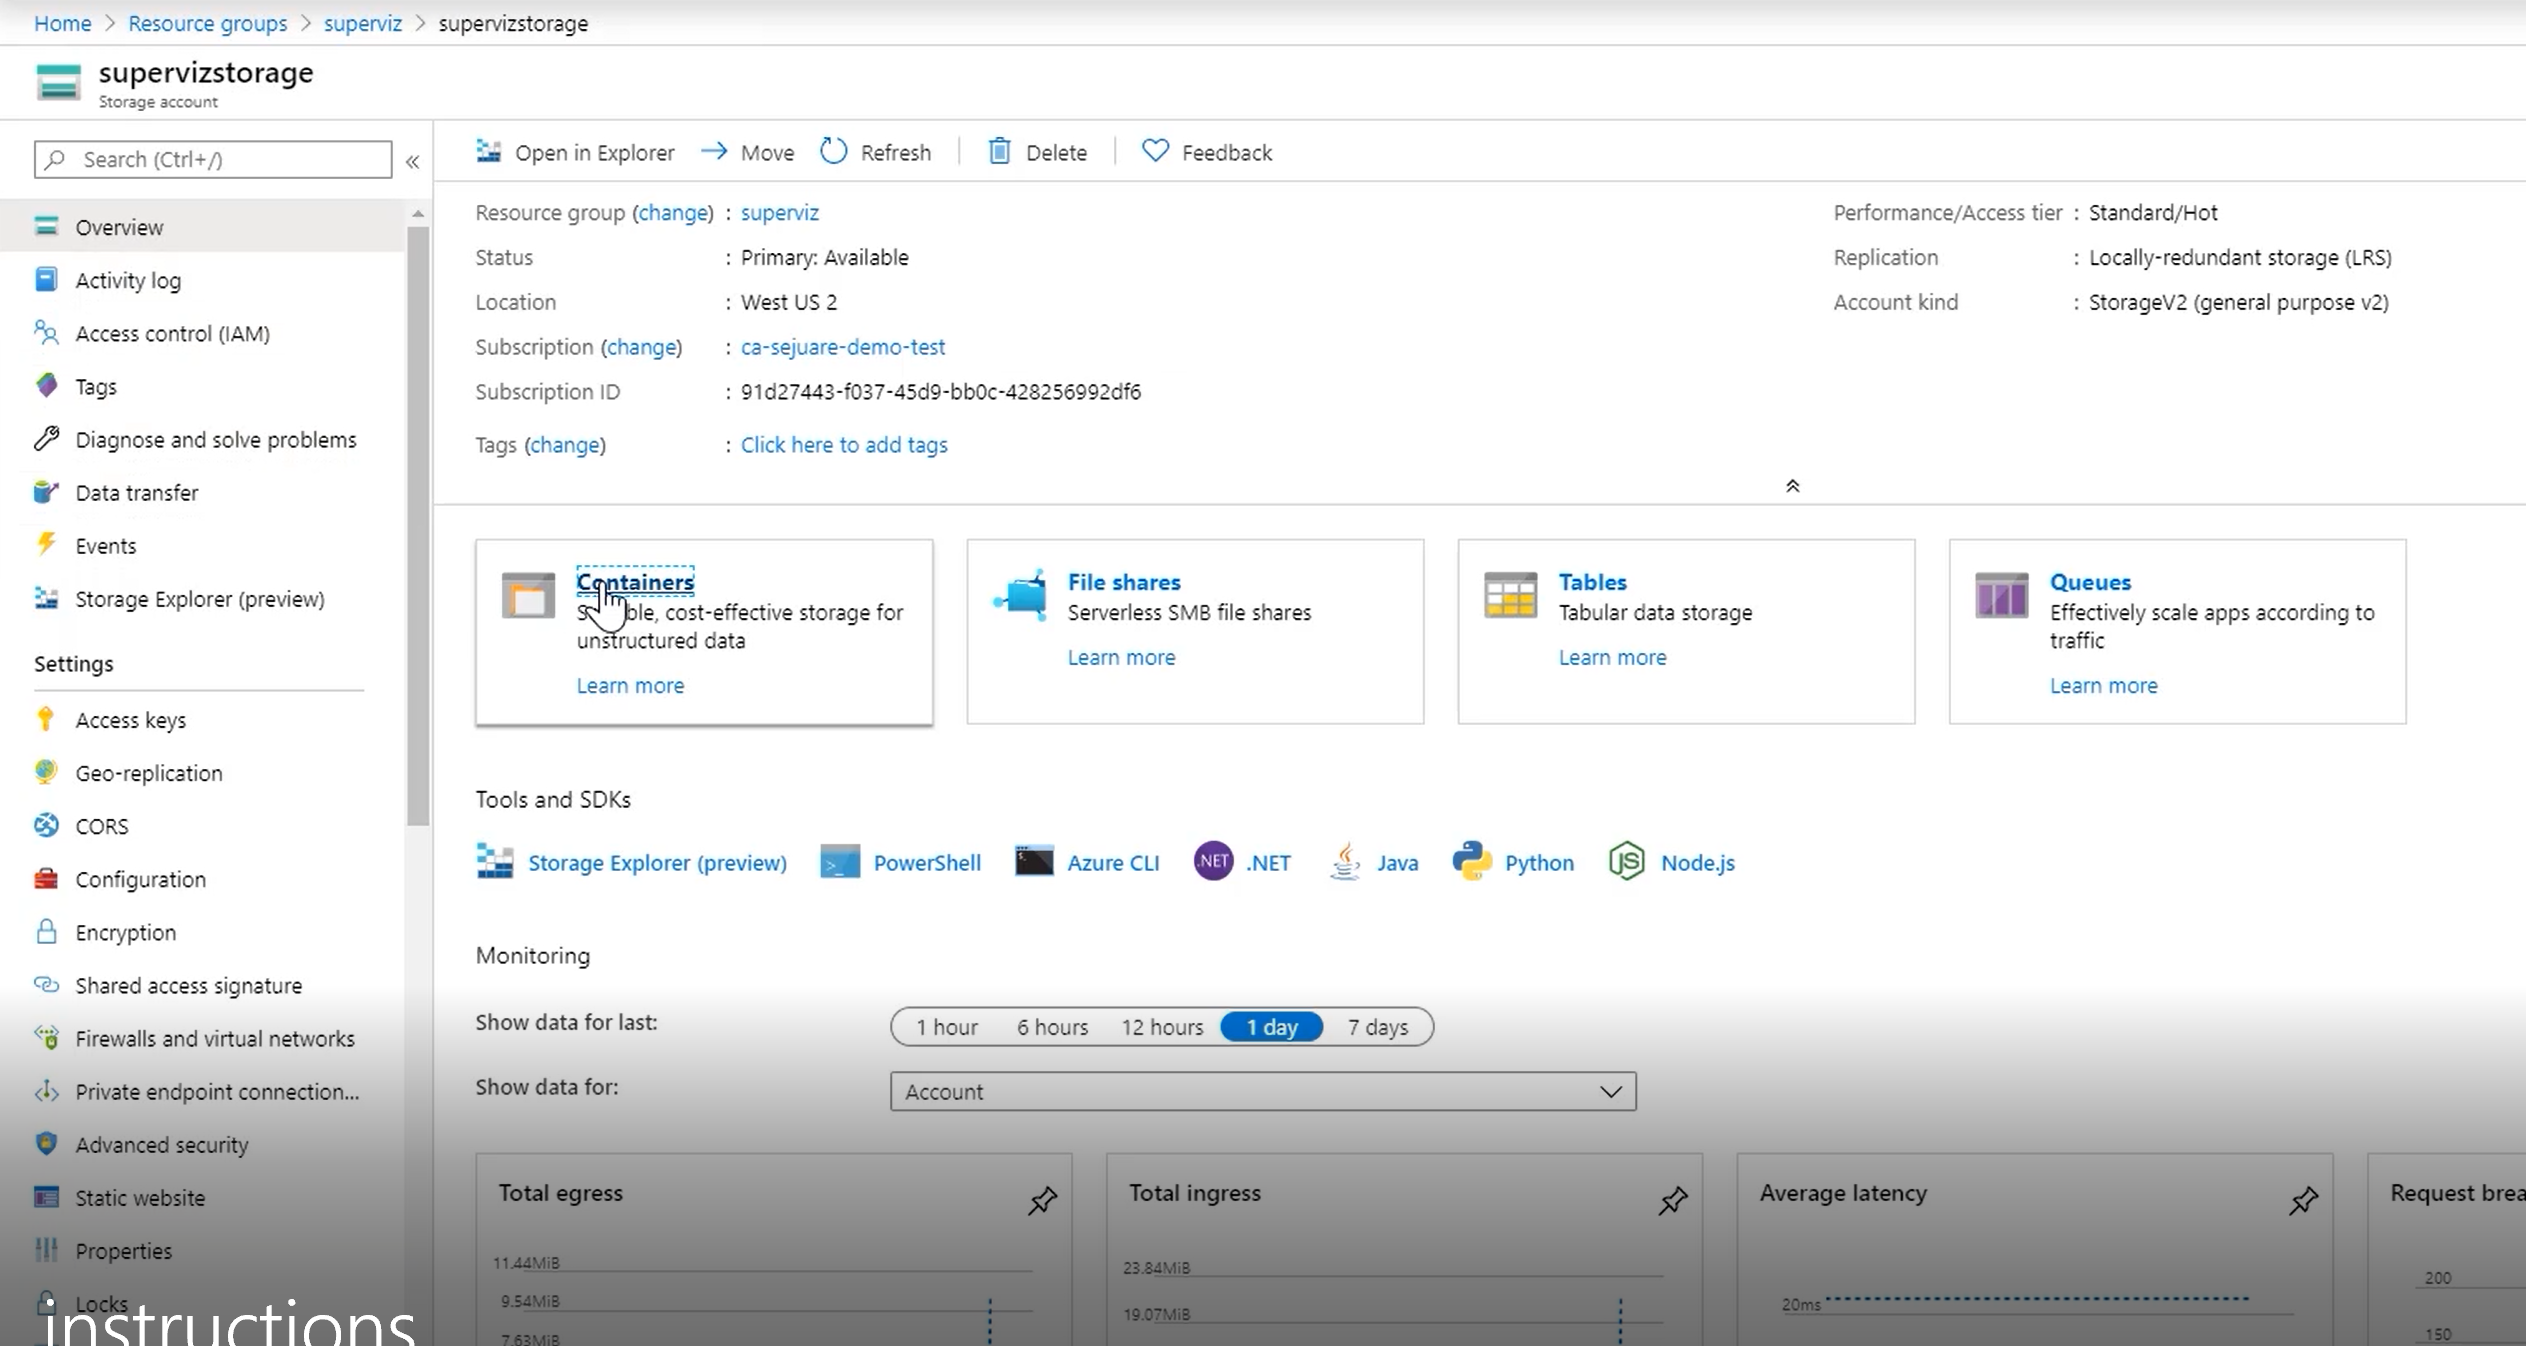 Home > Resource groups > superviz > supervizstorage
supervizstorage
Storage account
Search (Ctrl+/)
«
Overview
Activity log
Access control (IAM)
Tags
Diagnose and solve problems
Data transfer
Events
Storage Explorer (preview)
Settings
Access keys
Geo-replication
CORS
Configuration
Encryption
Shared access signature
Firewalls and virtual networks
Private endpoint connection...
Advanced security
Static website
Properties
Locks
instructions
Open in Explorer Move Refresh Delete Feedback
Resource group (change) : superviz
Status : Primary: Available
Location : West US 2
Subscription (change) : ca-sejuare-demo-test
Subscription ID : 91d27443-f037-45d9-bb0c-428256992df6
Tags (change) : Click here to add tags
Performance/Access tier : Standard/Hot
Replication : Locally-redundant storage (LRS)
Account kind : StorageV2 (general purpose v2)
Containers
cost-effective storage for
unstructured data
Learn more
File shares
Serverless SMB file shares
Learn more
Tables
Tabular data storage
Learn more
Queues
Effectively scale apps according to
traffic
Learn more
Tools and SDKs
Storage Explorer (preview) PowerShell Azure CLI .NET .NET Java Python JS Node.js
Monitoring
Show data for last: 1 hour 6 hours 12 hours 1 day 7 days
Show data for: Account
Total egress
11.44MiB
9.54MiB
7.63MiB
Total ingress
23.84MiB
19.07MiB
Average latency
20ms
Request brea
200
150